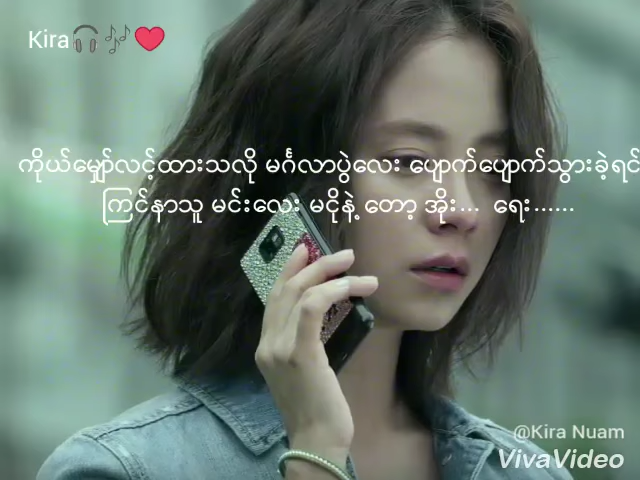 Kira🎧🎶❤️
ကိုယ်မျှော်လင့်ထားသလို မင်္ဂလာပွဲလေး ပျောက်ပျောက်သွားခဲ့ရင်
ကြင်နာသူ မင်းလေး မငိုနဲ့ တော့ အိုး... ရေး......
@Kira Nuam
VivaVideo